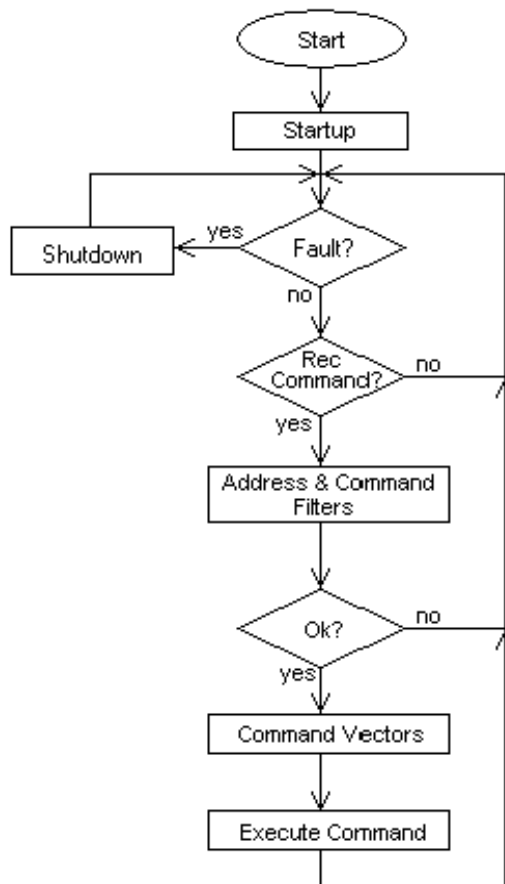 Start
Startup
yes
Shutdown
Fault?
no
Rec
Command?
no
yes
Address & Command
Filters
Ok?
no
yes
Command Vectors
Execute Command